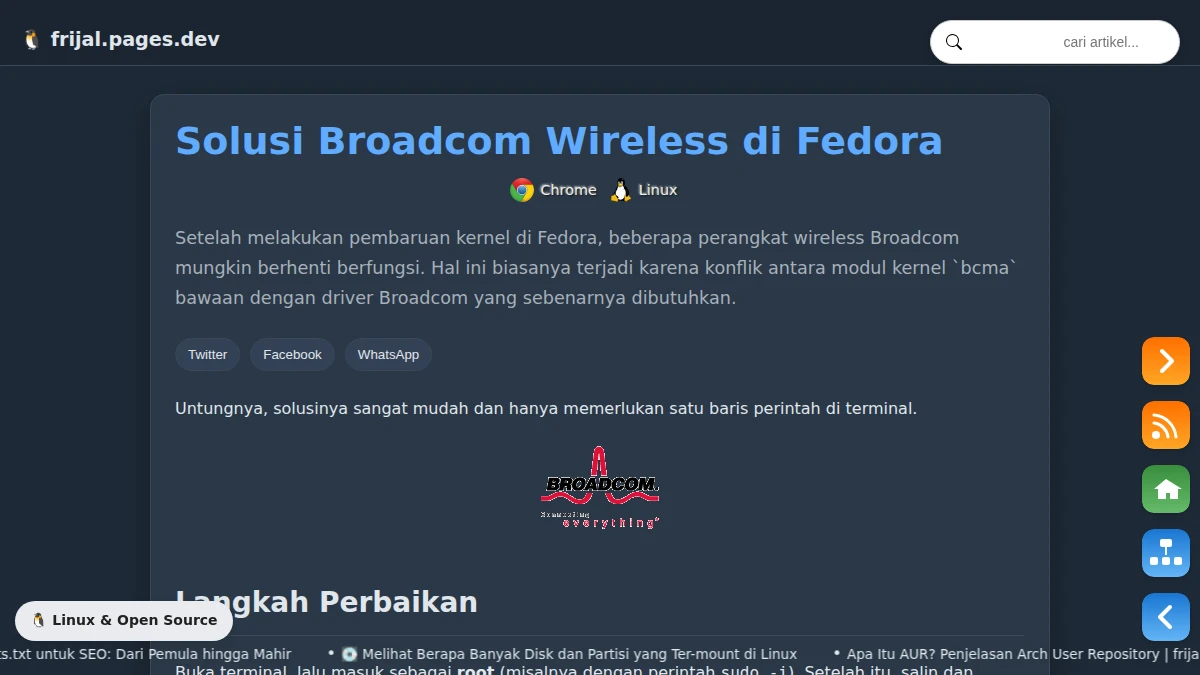 frijal.pages.dev
cari artikel...
Solusi Broadcom Wireless di Fedora
Chrome Linux
Setelah melakukan pembaruan kernel di Fedora, beberapa perangkat wireless Broadcom
mungkin berhenti berfungsi. Hal ini biasanya terjadi karena konflik antara modul kernel `bcma`
bawaan dengan driver Broadcom yang sebenarnya dibutuhkan.
Twitter Facebook WhatsApp
Untungnya, solusinya sangat mudah dan hanya memerlukan satu baris perintah di terminal.
BROADCOM.
everything
Langkah Perbaikan
Linux & Open Source
s.txt untuk SEO: Dari Pemula hingga Mahir • Melihat Berapa Banyak Disk dan Partisi yang Ter-mount di Linux • Apa Itu AUR? Penjelasan Arch User Repository | frija
Buka terminal, lalu masuk sebagai root (misalnya dengan perintah sudo -i). Setelah itu, salin dan